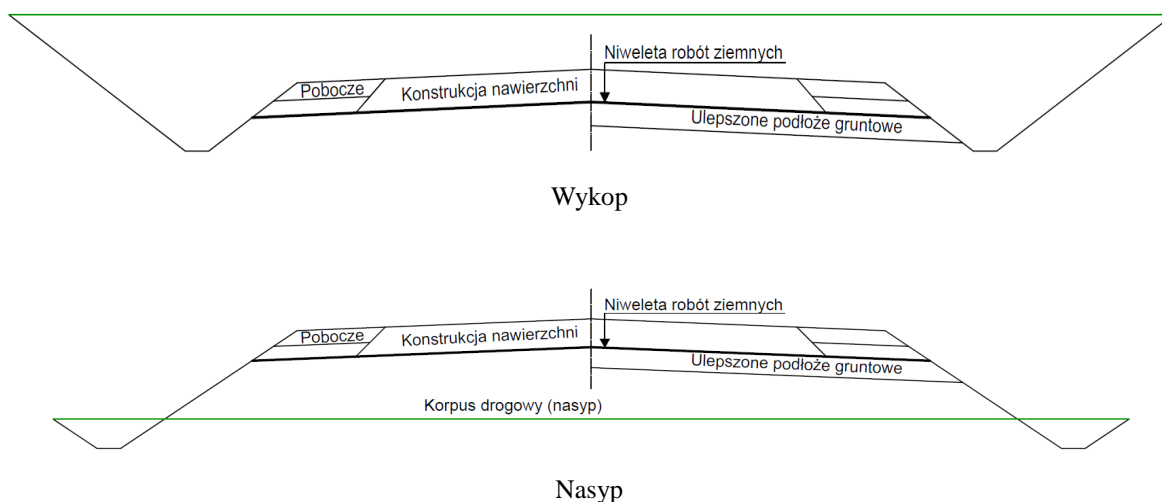 Niweleta robót ziemnych
Pobocze
Konstrukcja nawierzchni
Ulepszone podłoże gruntowe
Wykop
Niweleta robót ziemnych
Pobocze
Konstrukcja nawierzchni
Ulepszone podłoże gruntowe
Korpus drogowy (nasyp)
Nasyp